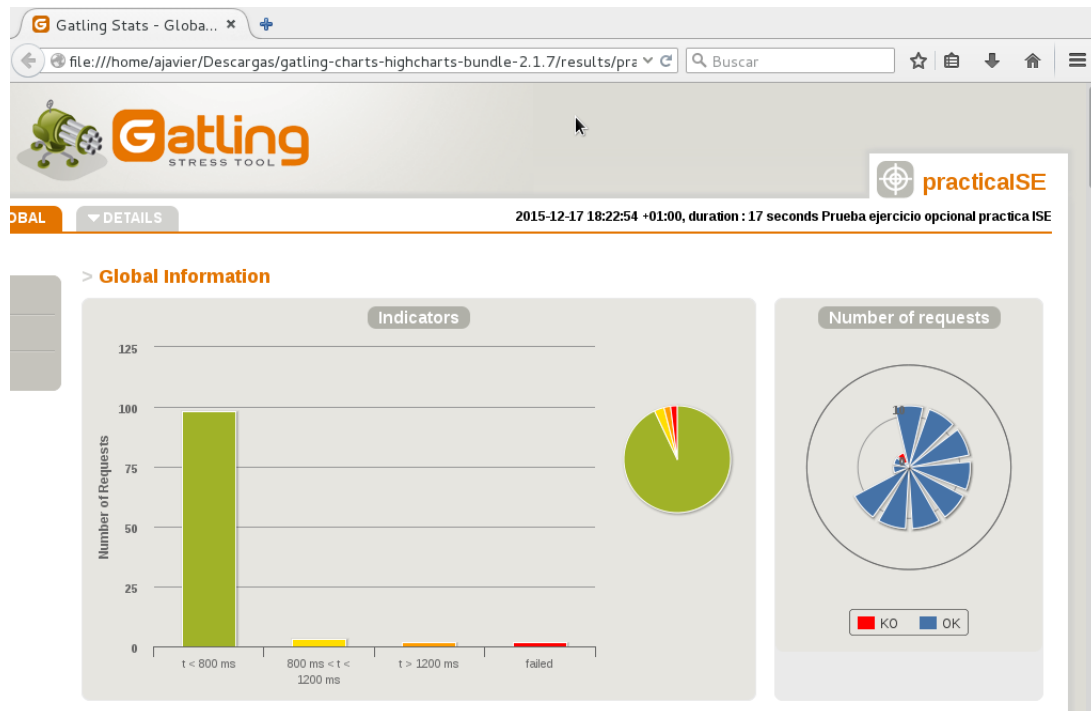 Gatling Stats - Globa...
file:///home/ajavier/Descargas/gatling-charts-highcharts-bundle-2.1.7/results/pra
Buscar
Gatling
STRESS TOOL
practicaISE
OBAL
DETAILS
2015-12-17 18:22:54 +01:00, duration : 17 seconds Prueba ejercicio opcional practica ISE
> Global Information
Indicators
Number of Requests
125
100
75
50
25
0
t < 800 ms
800 ms < t <
1200 ms
t > 1200 ms
failed
Number of requests
KO
OK